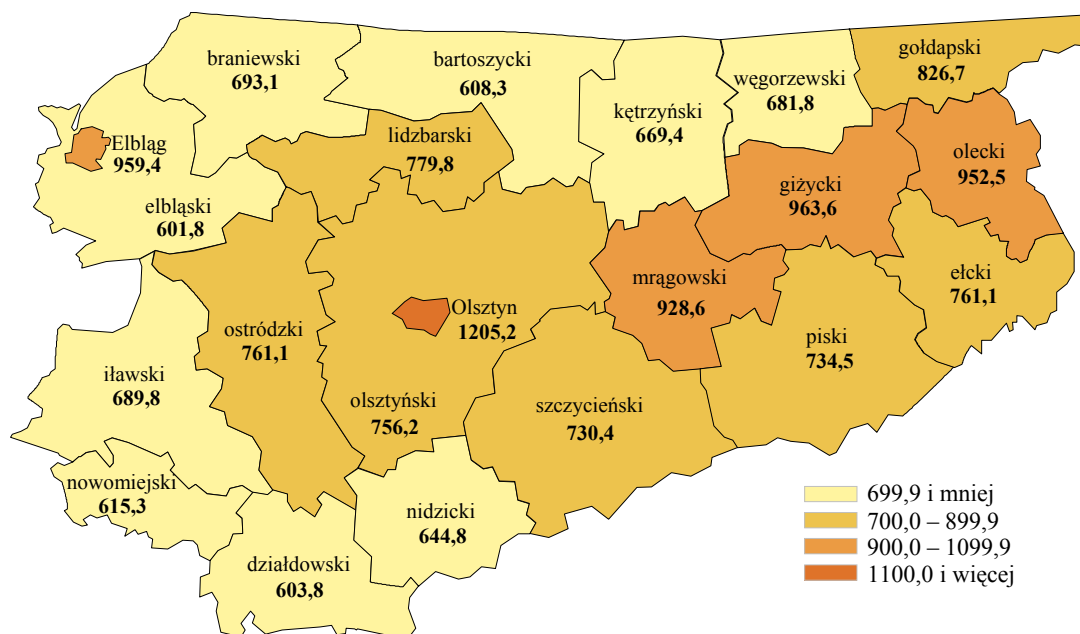 braniewski
693,1
bartoszycki
608,3
kętrzyński
669,4
węgorzewski
681,8
gołdapski
826,7
Elbląg
959,4
lidzbarski
779,8
olecki
952,5
giżycki
963,6
elbląski
601,8
mrągowski
928,6
ełcki
761,1
ostródzki
761,1
Olsztyn
1205,2
piski
734,5
iławski
689,8
olsztyński
756,2
szczycieński
730,4
nowomiejski
615,3
nidzicki
644,8
działdowski
603,8
699,9 i mniej
700,0 – 899,9
900,0 – 1099,9
1100,0 i więcej